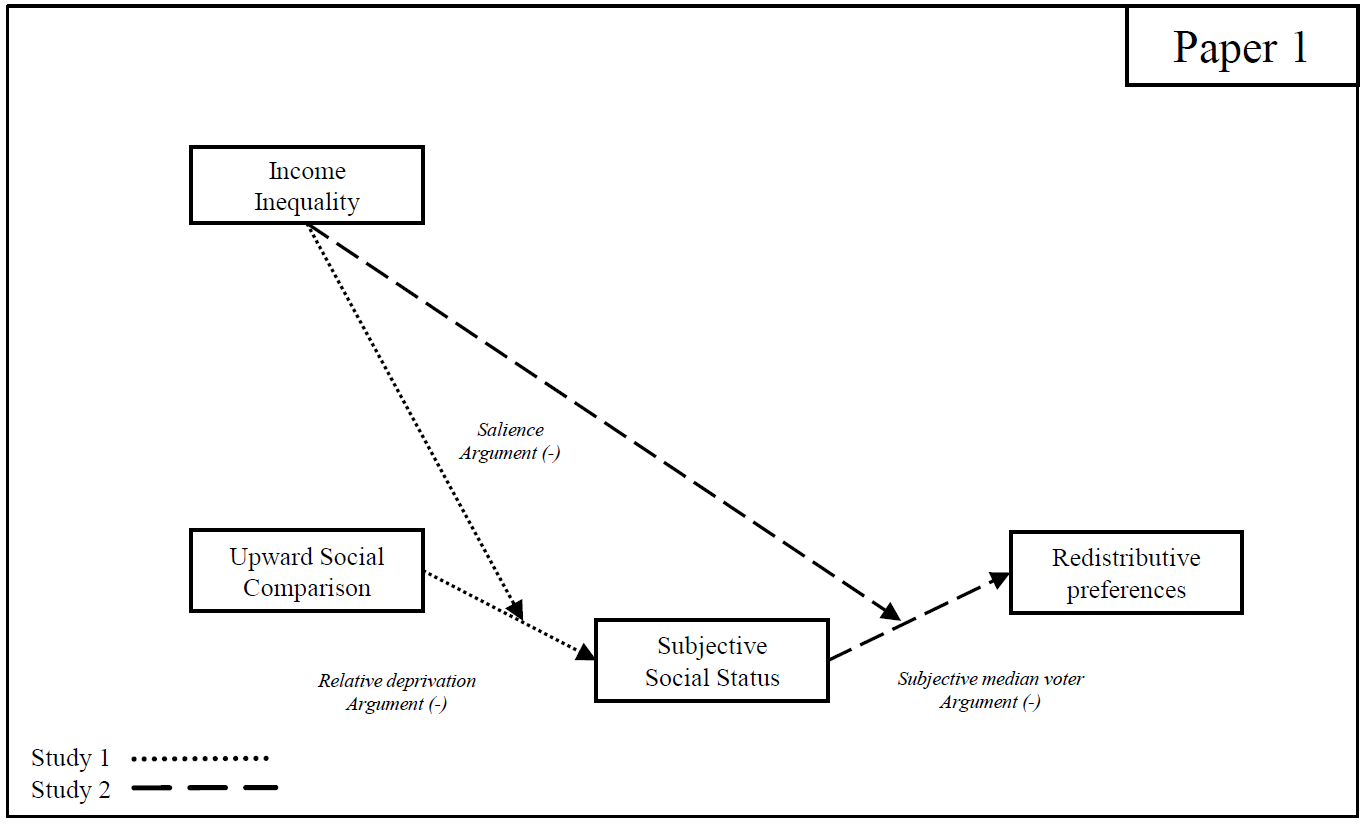 Paper 1
Income
Inequality
Salience
Argument (-)
Upward Social
Comparison
Redistributive
preferences
Subjective
Social Status
Relative deprivation
Argument (-)
Subjective median voter
Argument (-)
Study 1
Study 2